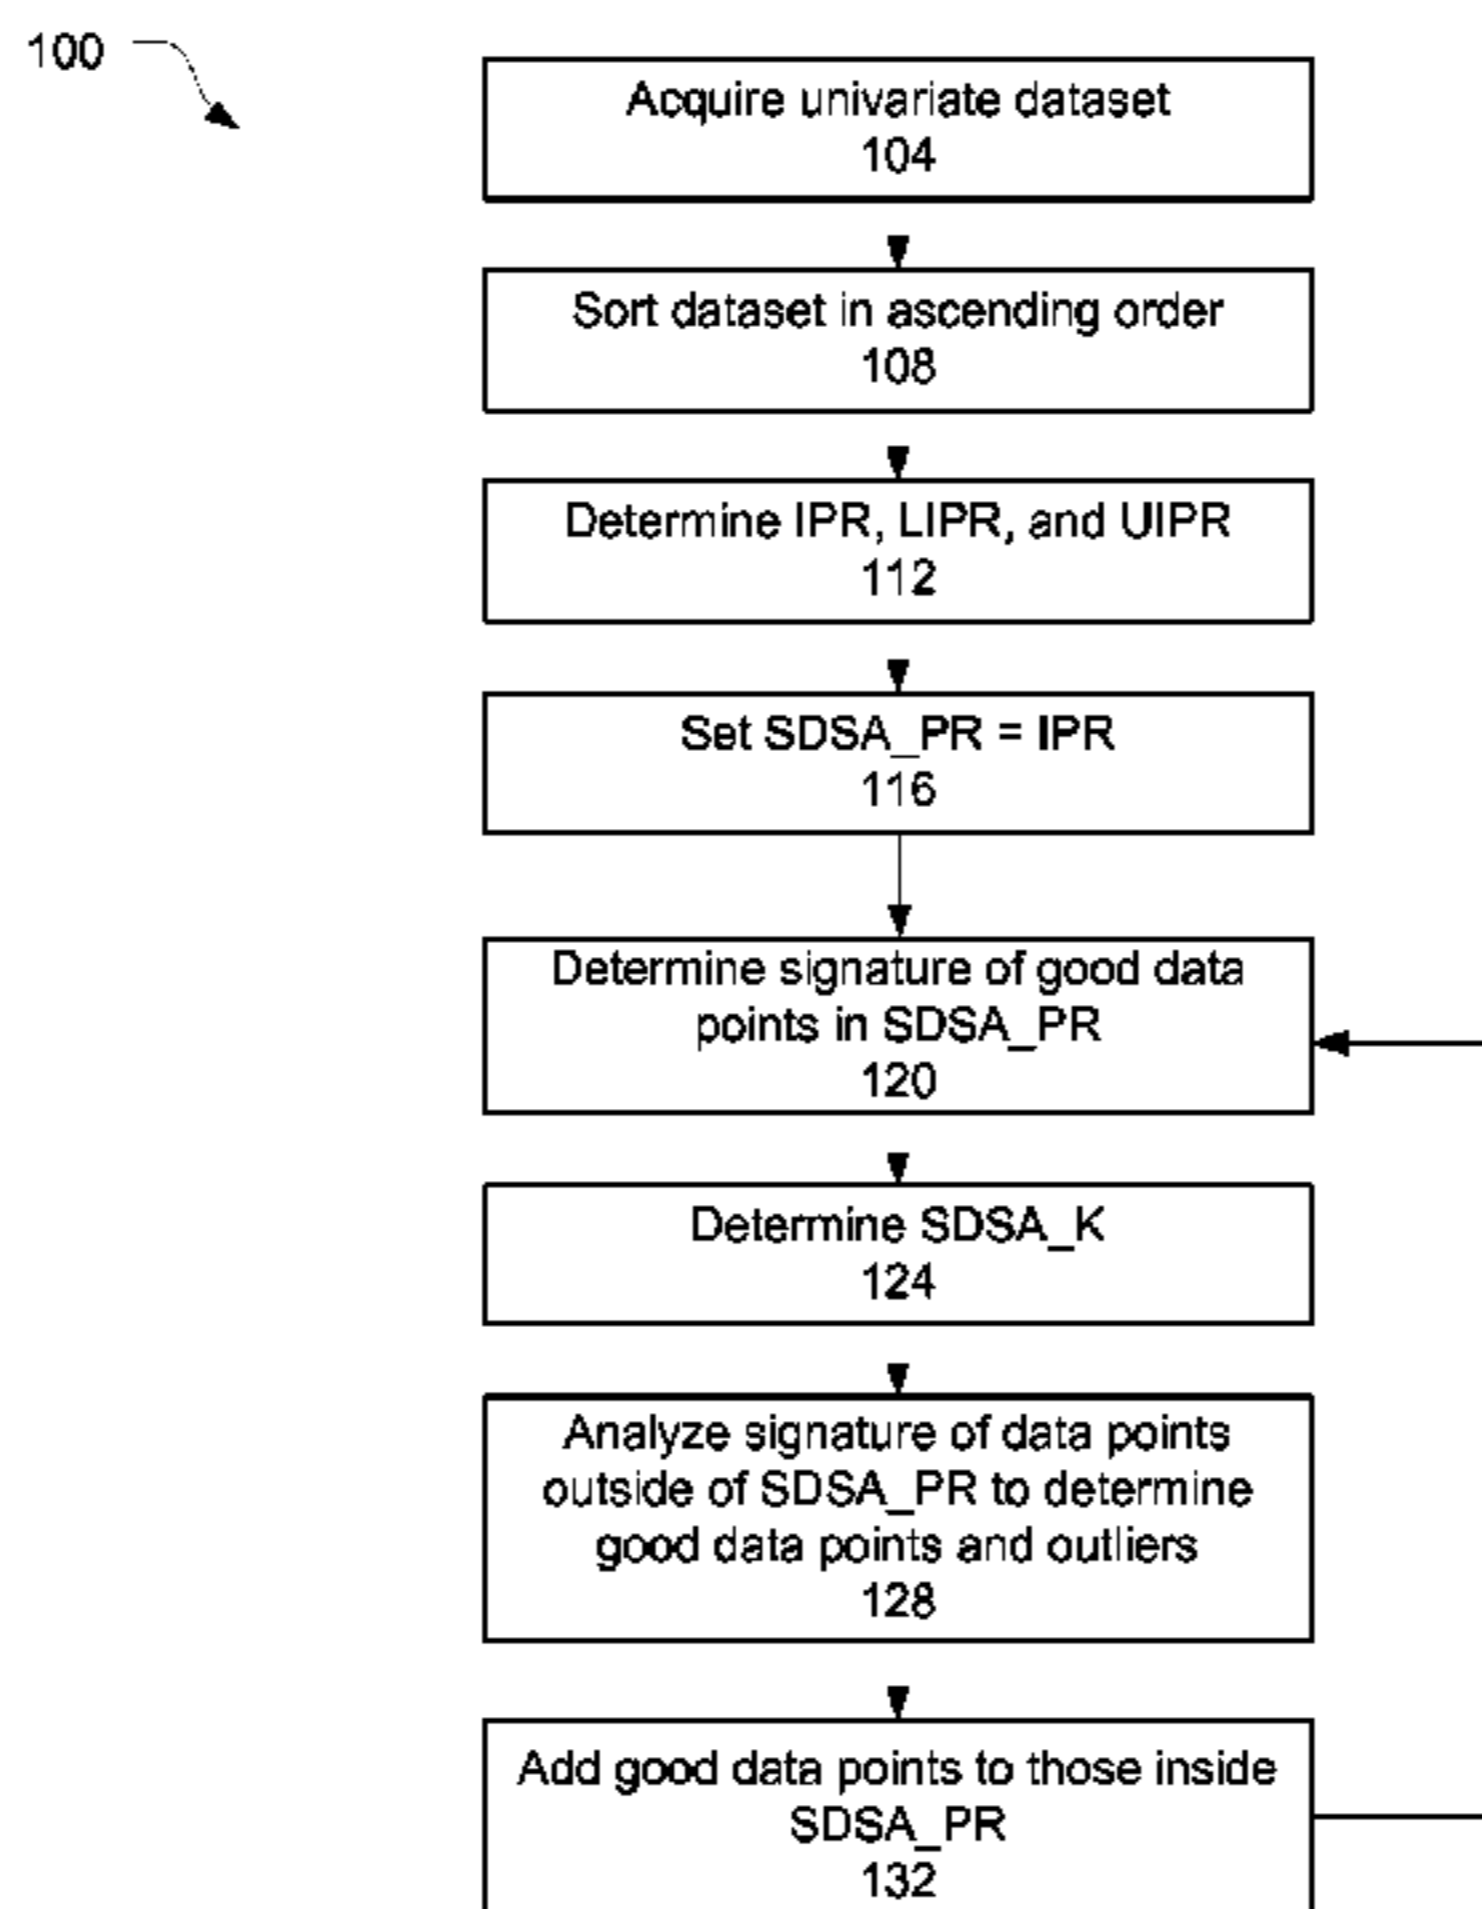 100
Acquire univariate dataset
104
Sort dataset in ascending order
108
Determine IPR, LIPR, and UIPR
112
Set SDSA_PR = IPR
116
Determine signature of good data
points in SDSA_PR
120
Determine SDSA_K
124
Analyze signature of data points
outside of SDSA_PR to determine
good data points and outliers
128
Add good data points to those inside
SDSA_PR
132